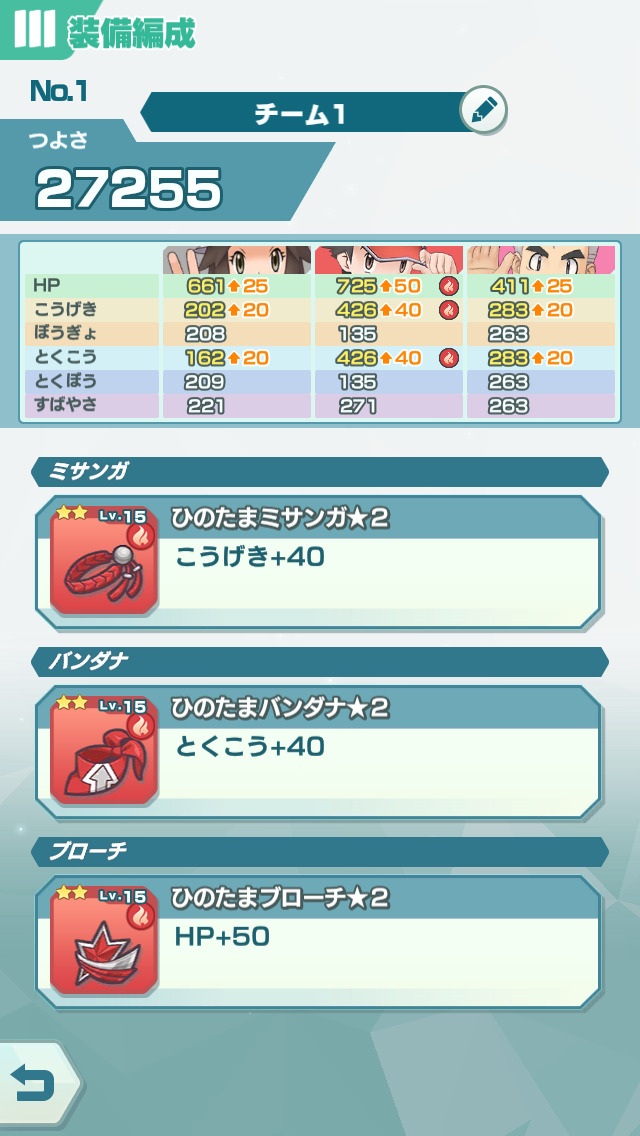 装備編成
No.1
チーム1
つよさ
27255
HP 661 25 725 50 411 25
こうげき 202 20 426 40 283 20
ぼうぎょ 208 135 263
とくこう 162 20 426 40 283 20
とくぼう 209 135 263
すばやさ 221 271 263
ミサンガ
Lv.15 ひのたまミサンガ★2
こうげき+40
バンダナ
Lv.15 ひのたまバンダナ★2
とくこう+40
ブローチ
Lv.15 ひのたまブローチ★2
HP+50